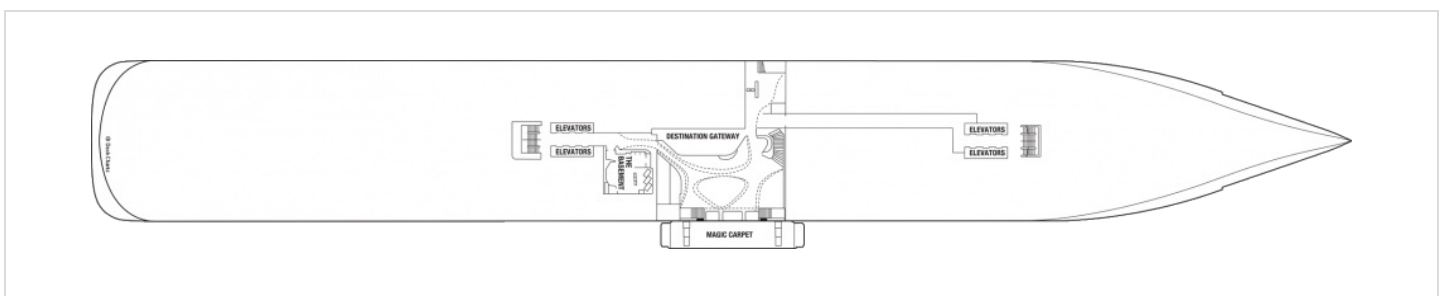 ELEVATORS
ELEVATORS
THE
BASEMENT
DESTINATION GATEWAY
ELEVATORS
ELEVATORS
MAGIC CARPET